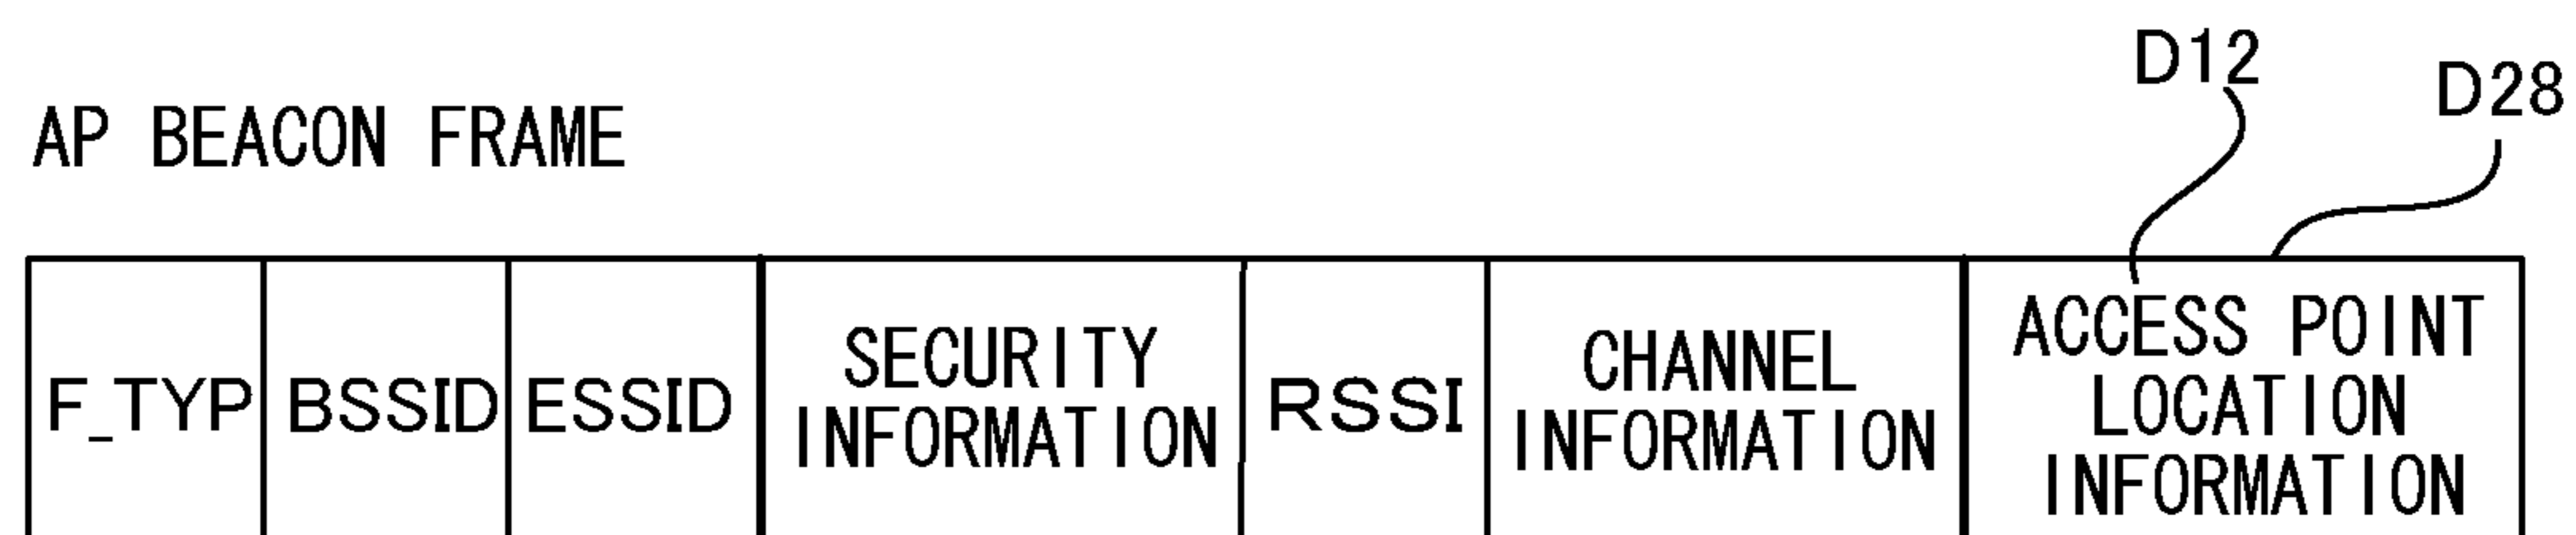 D12
D28
AP BEACON FRAME
F_TYP
BSSID
ESSID
SECURITY
INFORMATION
RSSI
CHANNEL
INFORMATION
ACCESS POINT
LOCATION
INFORMATION